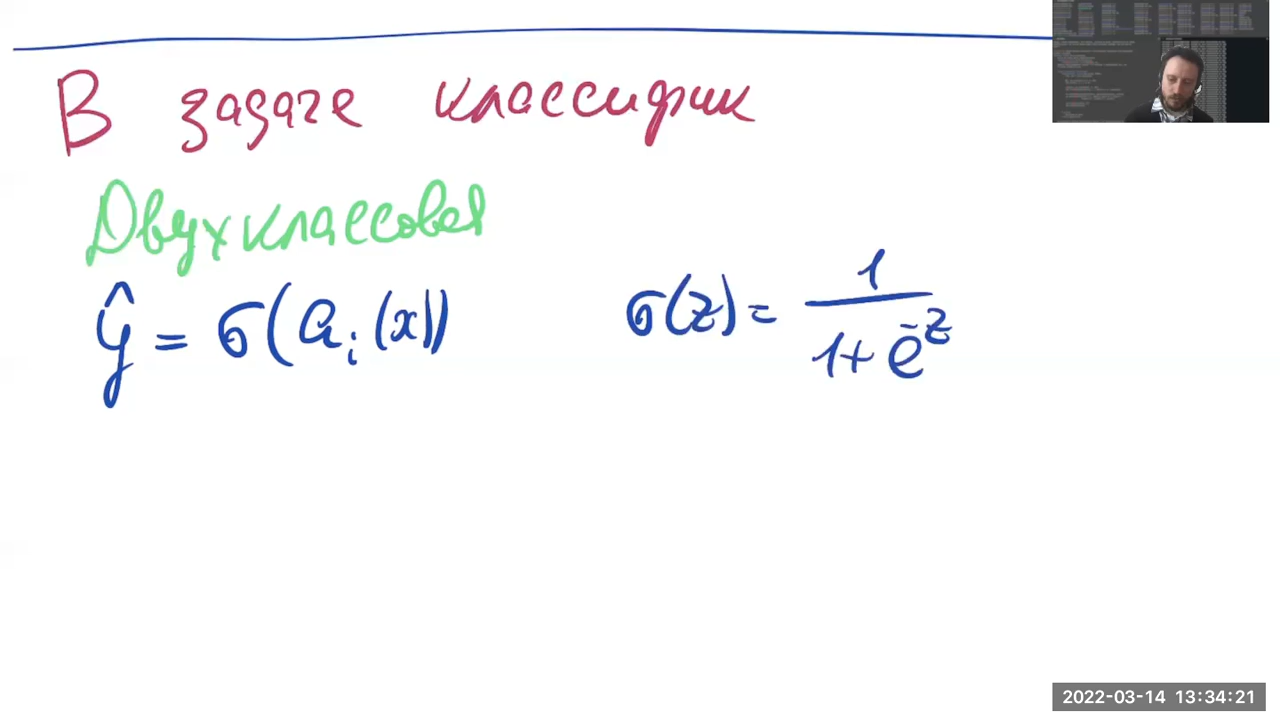 В задаче классифик
Двухклассовая
ŷ = σ(aᵢ(x)) σ(z) = 1 / (1 + e^{-z})
2022-03-14 13:34:21